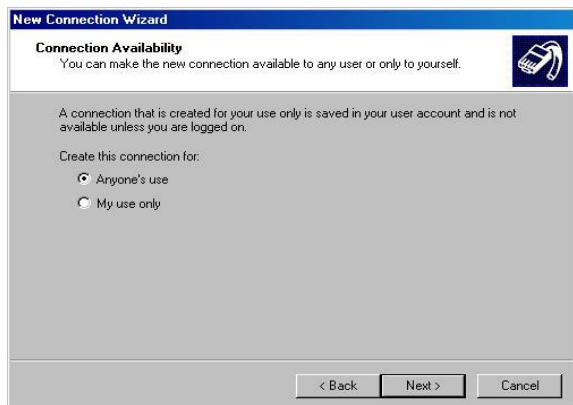 New Connection Wizard
Connection Availability
You can make the new connection available to any user or only to yourself.
A connection that is created for your use only is saved in your user account and is not
available unless you are logged on.
Create this connection for:
Anyone's use
My use only
< Back
Next >
Cancel